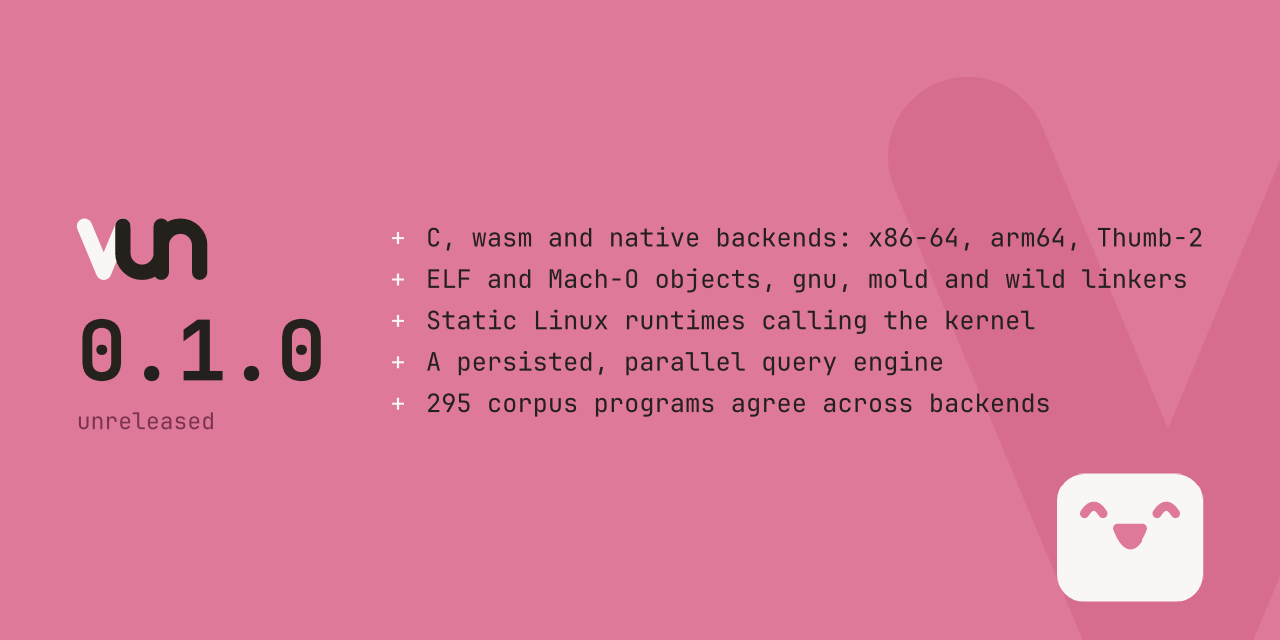 vun
0.1.0
unreleased
+ C, wasm and native backends: x86-64, arm64, Thumb-2
+ ELF and Mach-O objects, gnu, mold and wild linkers
+ Static Linux runtimes calling the kernel
+ A persisted, parallel query engine
+ 295 corpus programs agree across backends